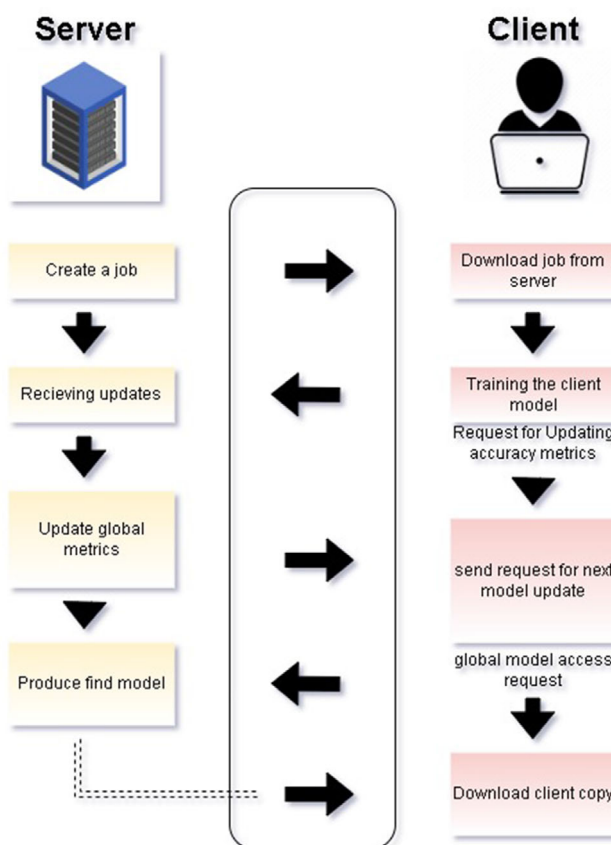 Server
Client
Create a job
Download job from
server
Recieving updates
Training the client
model
Request for Updating
accuracy metrics
Update global
metrics
send request for next
model update
Produce find model
global model access
request
Download client copy